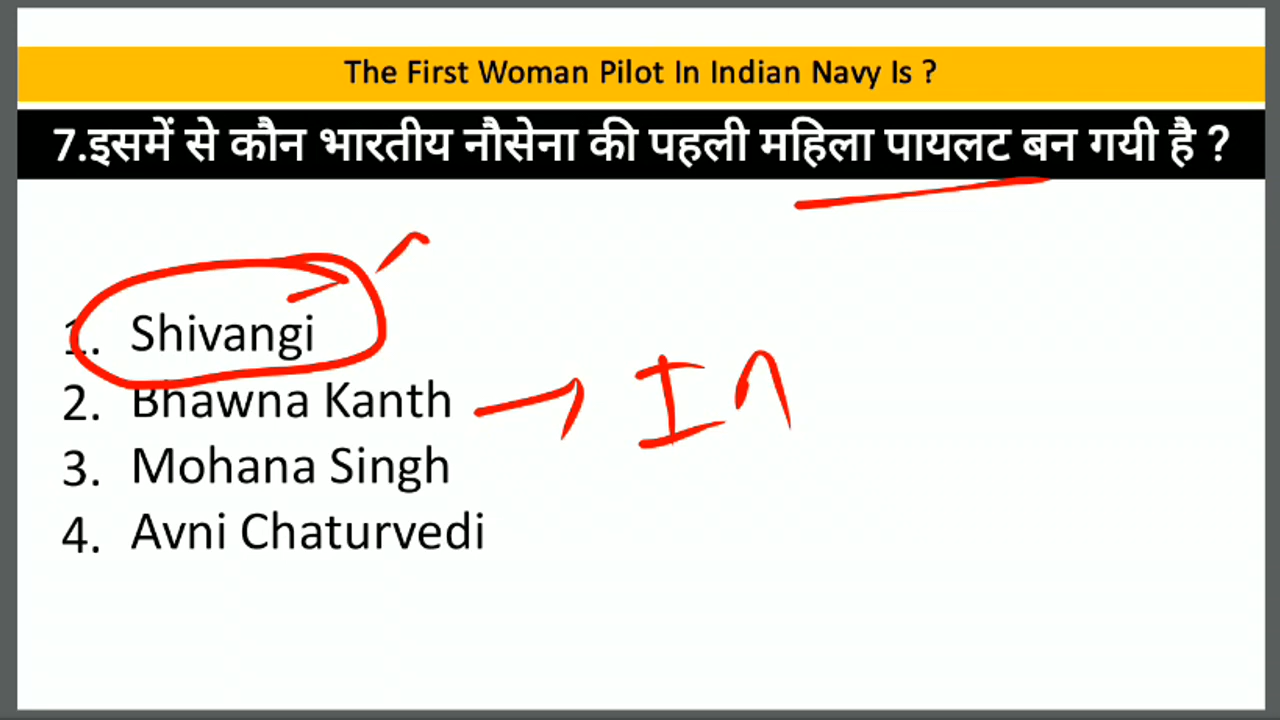 The First Woman Pilot In Indian Navy Is ?
7.इसमें से कौन भारतीय नौसेना की पहली महिला पायलट बन गयी है ?
1. Shivangi
2. Bhawna Kanth In
3. Mohana Singh
4. Avni Chaturvedi